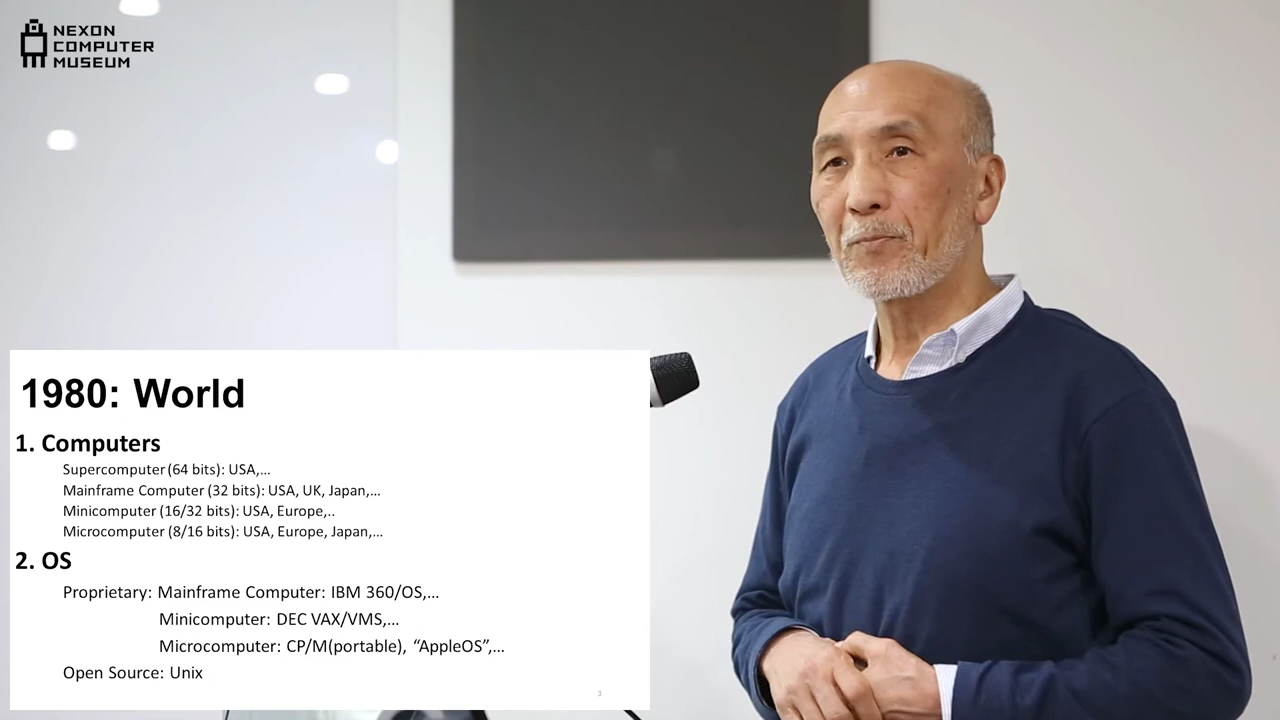 NEXON
COMPUTER
MUSEUM
1980: World
1. Computers
Supercomputer (64 bits): USA,...
Mainframe Computer (32 bits): USA, UK, Japan,...
Minicomputer (16/32 bits): USA, Europe,..
Microcomputer (8/16 bits): USA, Europe, Japan,...
2. OS
Proprietary: Mainframe Computer: IBM 360/OS,...
Minicomputer: DEC VAX/VMS,...
Microcomputer: CP/M(portable), “AppleOS”,...
Open Source: Unix
3